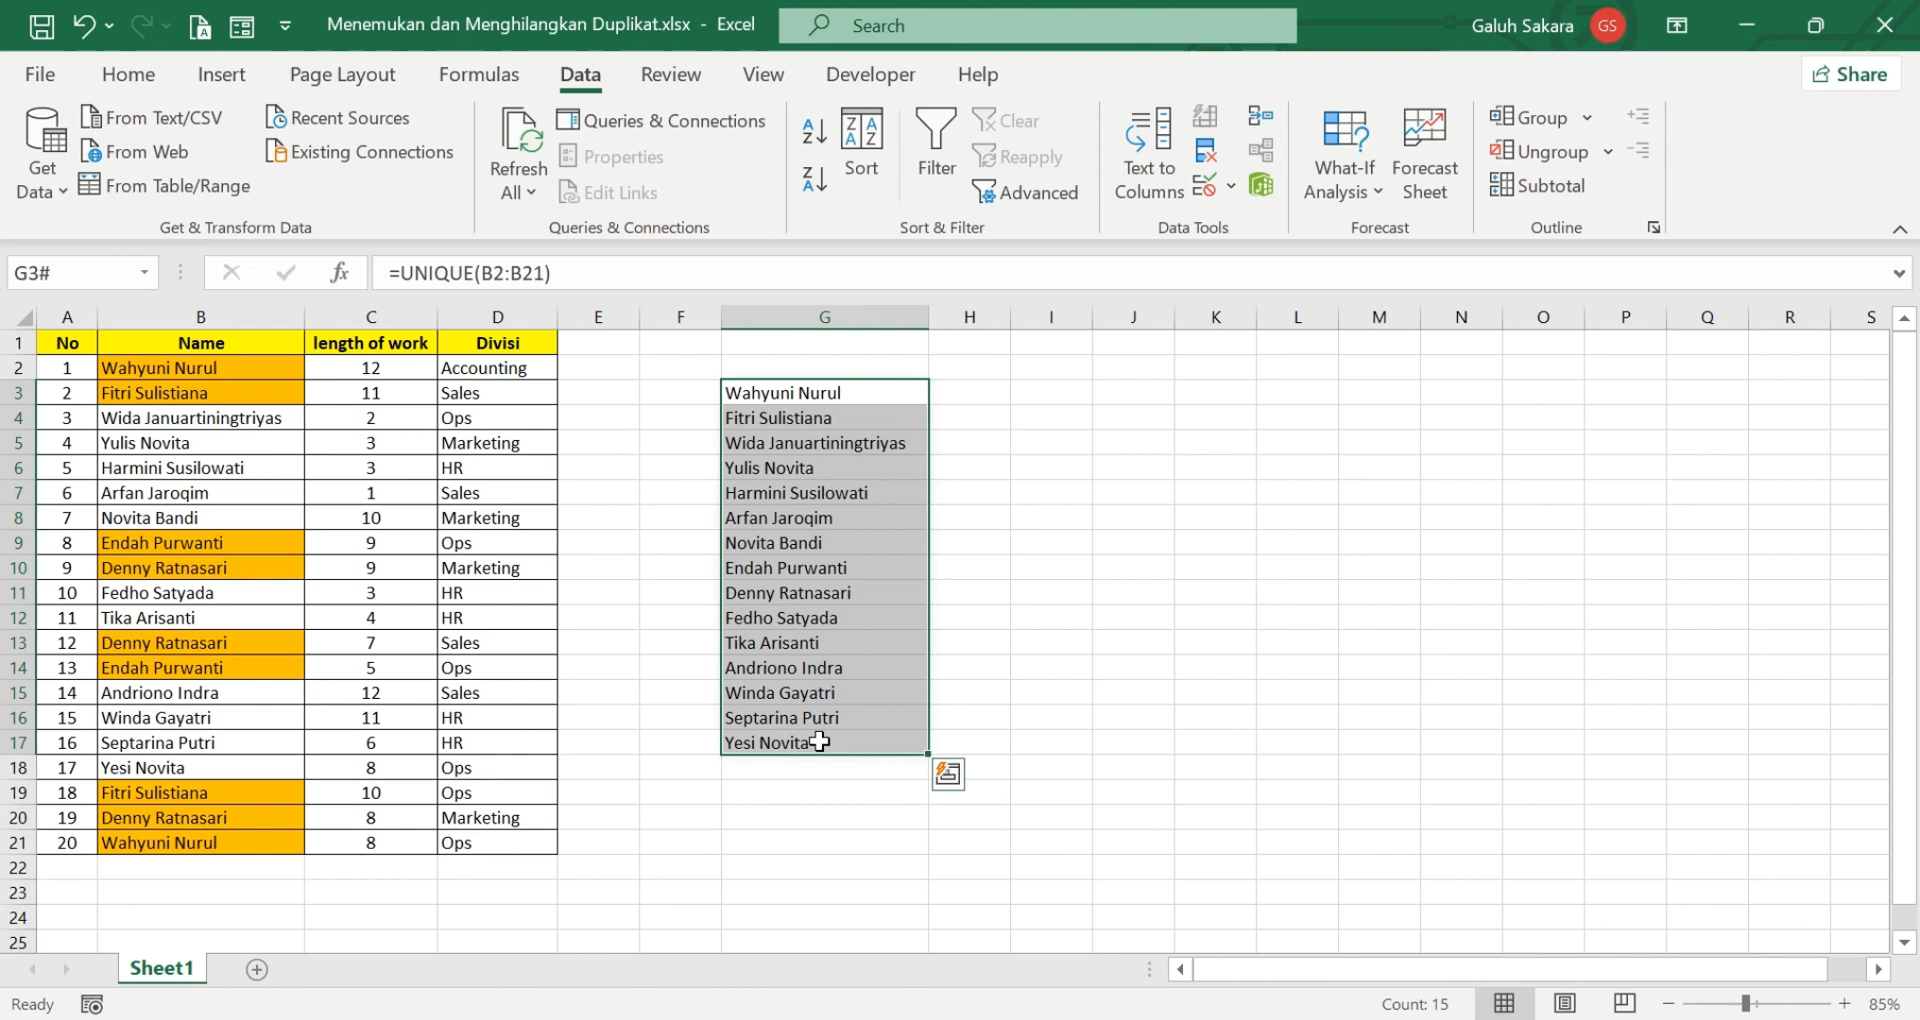 Menemukan dan Menghilangkan Duplikat.xlsx - Excel
Search
Galuh Sakara GS
File Home Insert Page Layout Formulas Data Review View Developer Help Share
Get Data
From Text/CSV
From Web
From Table/Range
Recent Sources
Existing Connections
Get & Transform Data
Refresh All
Queries & Connections
Properties
Edit Links
Queries & Connections
Sort
Filter
Clear
Reapply
Advanced
Sort & Filter
Text to Columns
Data Tools
What-If Analysis
Forecast Sheet
Forecast
Group
Ungroup
Subtotal
Outline
G3# fx =UNIQUE(B2:B21)
A B C D E F G H I J K L M N O P Q R S
1 No Name length of work Divisi
2 1 Wahyuni Nurul 12 Accounting
3 2 Fitri Sulistiana 11 Sales Wahyuni Nurul
4 3 Wida Januartiningtriyas 2 Ops Fitri Sulistiana
5 4 Yulis Novita 3 Marketing Wida Januartiningtriyas
6 5 Harmini Susilowati 3 HR Yulis Novita
7 6 Arfan Jaroqim 1 Sales Harmini Susilowati
8 7 Novita Bandi 10 Marketing Arfan Jaroqim
9 8 Endah Purwanti 9 Ops Novita Bandi
10 9 Denny Ratnasari 9 Marketing Endah Purwanti
11 10 Fedho Satyada 3 HR Denny Ratnasari
12 11 Tika Arisanti 4 HR Fedho Satyada
13 12 Denny Ratnasari 7 Sales Tika Arisanti
14 13 Endah Purwanti 5 Ops Andriono Indra
15 14 Andriono Indra 12 Sales Winda Gayatri
16 15 Winda Gayatri 11 HR Septarina Putri
17 16 Septarina Putri 6 HR Yesi Novita
18 17 Yesi Novita 8 Ops
19 18 Fitri Sulistiana 10 Ops
20 19 Denny Ratnasari 8 Marketing
21 20 Wahyuni Nurul 8 Ops
22
23
24
25
Sheet1
Ready Count: 15 85%